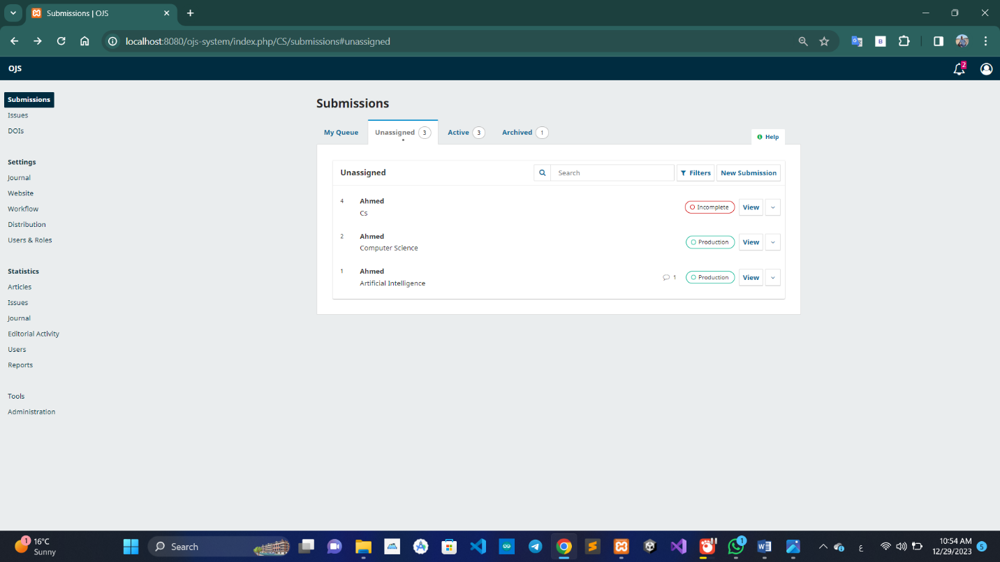 Submissions | OJS
localhost:8080/ojs-system/index.php/CS/submissions#unassigned
B
OJS
2
Submissions
Issues
DOIs
Settings
Journal
Website
Workflow
Distribution
Users & Roles
Statistics
Articles
Issues
Journal
Editorial Activity
Users
Reports
Tools
Administration
Submissions
My Queue
Unassigned 3
Active 3
Archived 1
Help
Unassigned
Search
Filters
New Submission
4 Ahmed
Cs
Incomplete View
2 Ahmed
Computer Science
Production View
1 Ahmed
Artificial Intelligence
1 Production View
1
16°C
Sunny
Search
1
ع
10:54 AM
12/29/2023
5